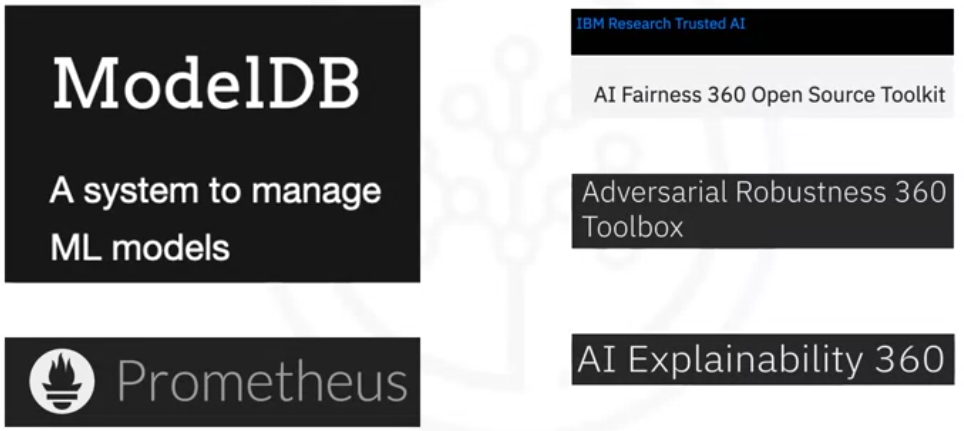 ModelDB
A system to manage
ML models
Prometheus
IBM Research Trusted AI
AI Fairness 360 Open Source Toolkit
Adversarial Robustness 360
Toolbox
AI Explainability 360